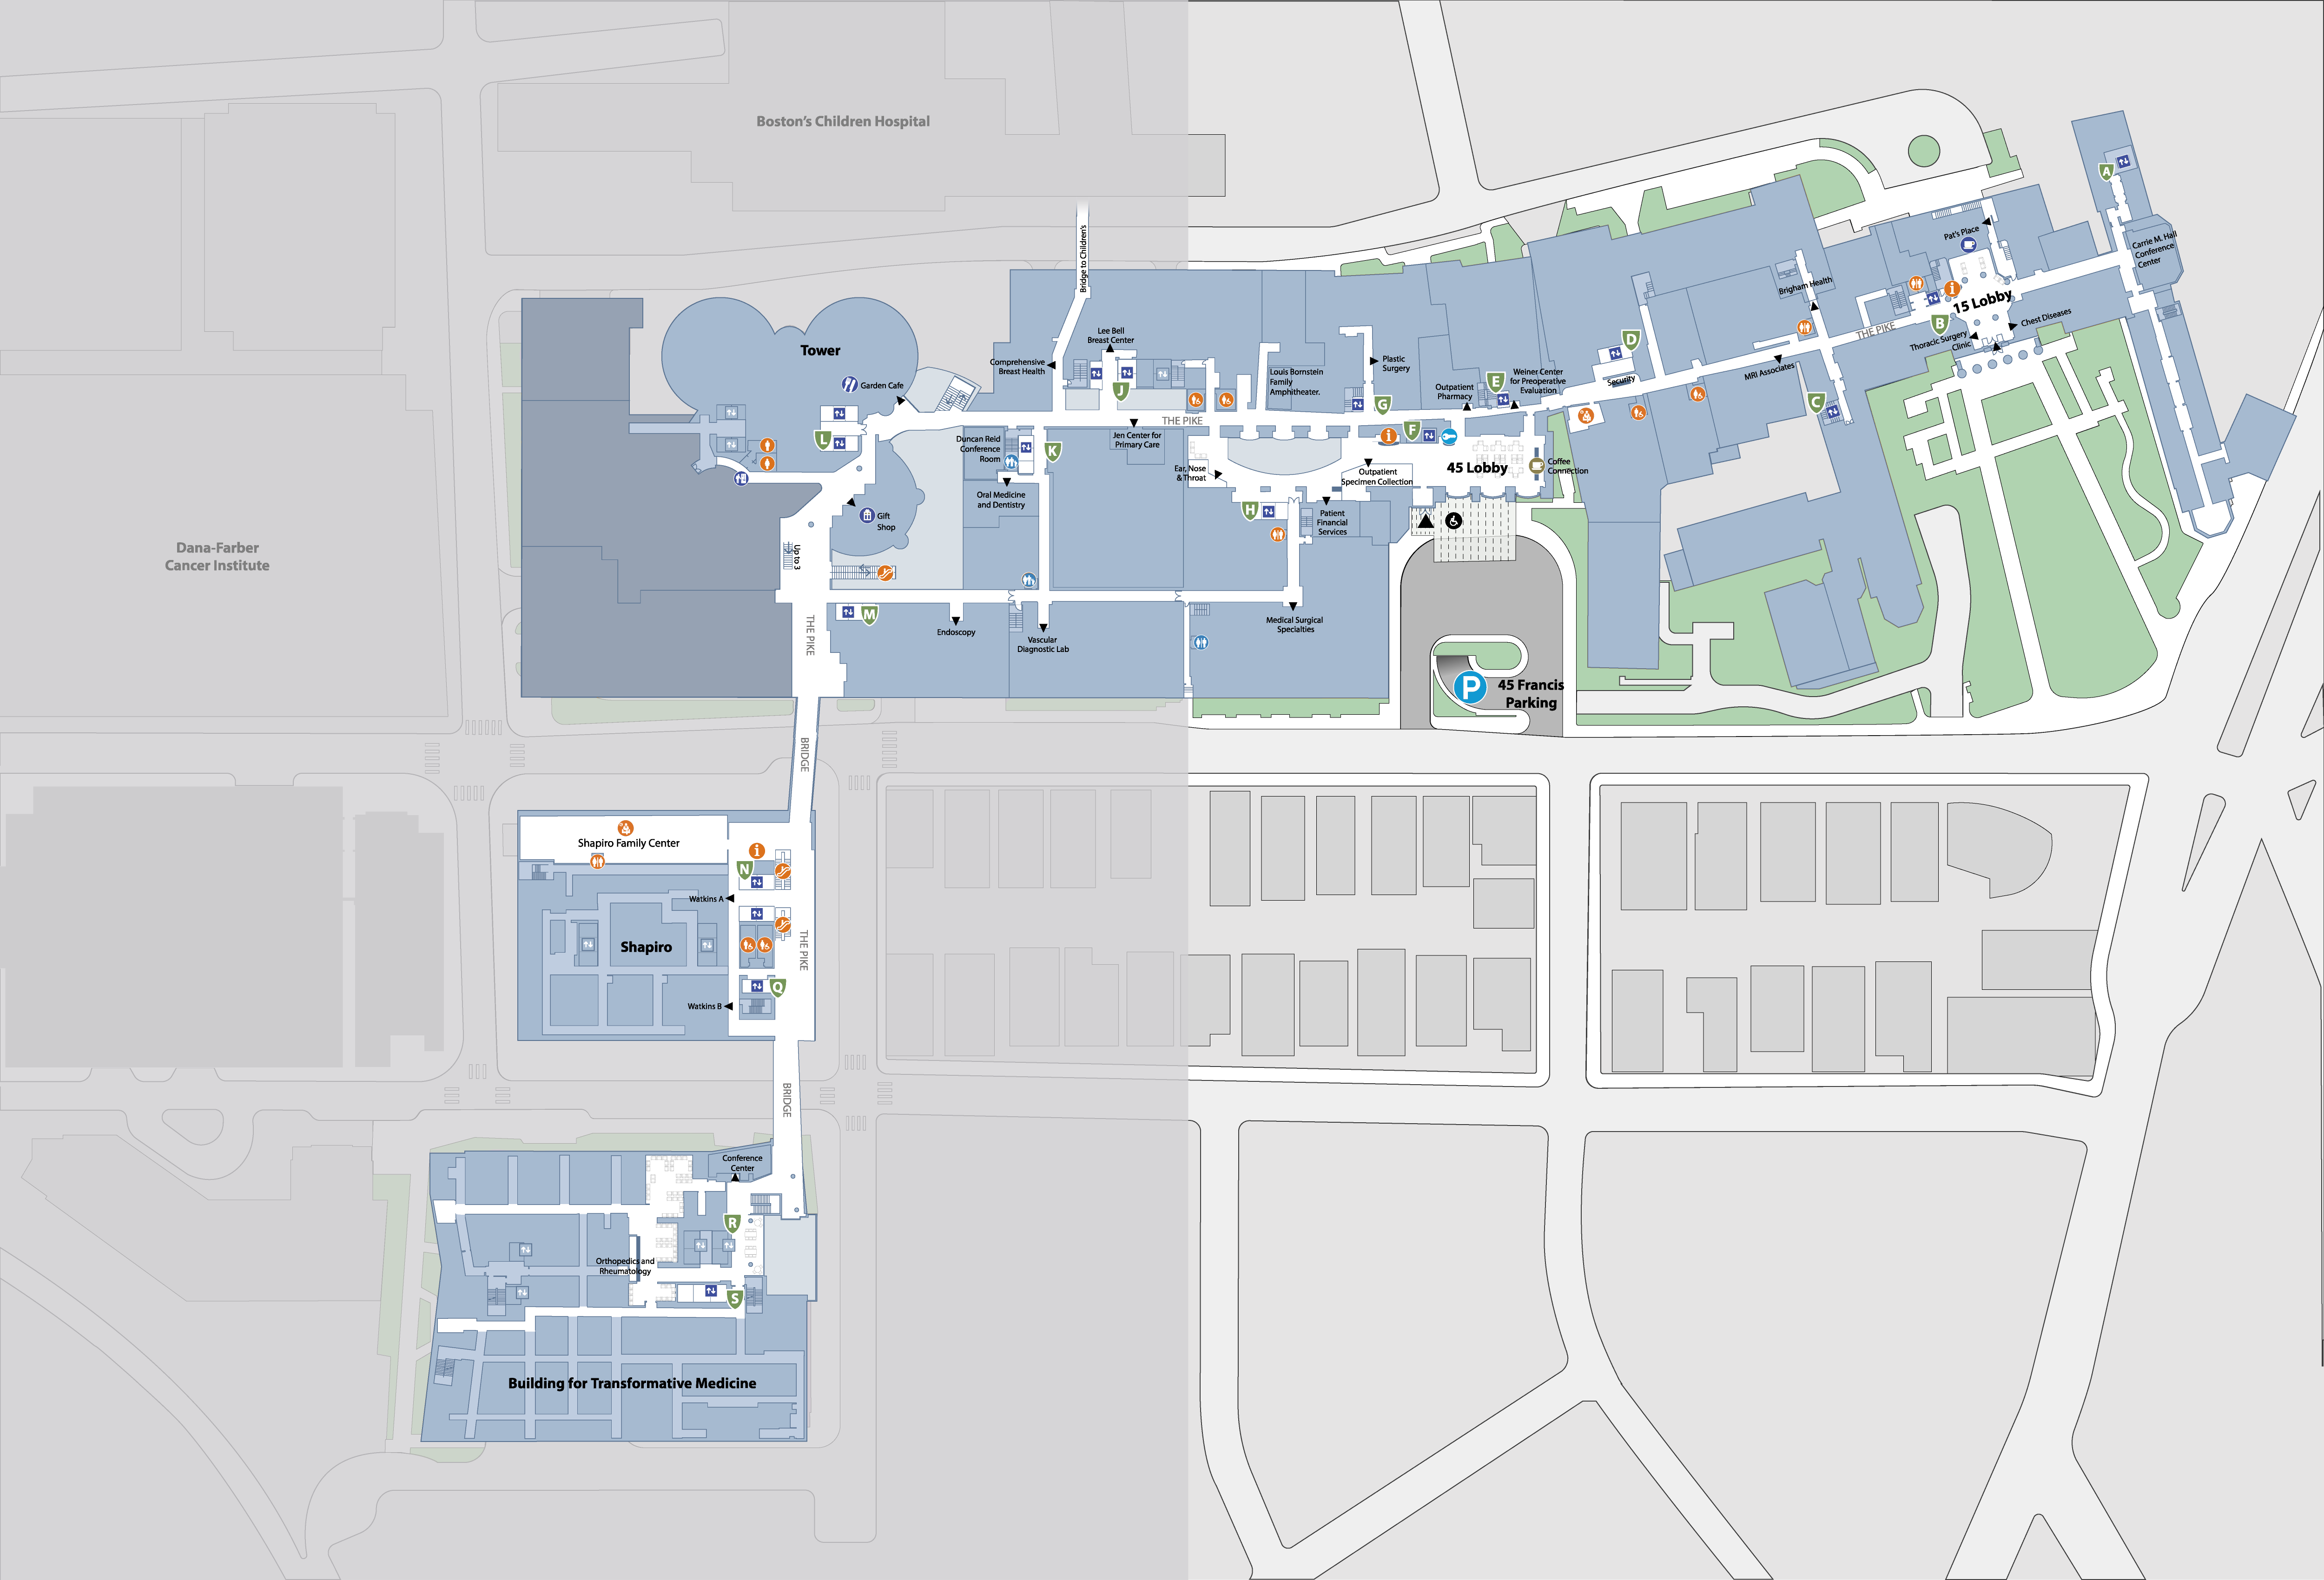 Boston's Children Hospital
A
Carrie M. Hall
Conference
Center
Pat's Place
i
15 Lobby
B
Chest Diseases
Thoracic Surgery
Clinic
THE PIKE
Brigham Health
MRI Associates
C
D
Security
E
Weiner Center
for Preoperative
Evaluation
Outpatient
Pharmacy
Bridge to Children's
Lee Bell
Breast Center
Comprehensive
Breast Health
J
Louis Bornstein
Family
Amphitheater.
Plastic
Surgery
G
THE PIKE
Tower
Garden Cafe
L
Duncan Reid
Conference
Room
K
Jen Center for
Primary Care
i
F
45 Lobby
Coffee
Connection
Ear, Nose
& Throat
Outpatient
Specimen Collection
Oral Medicine
and Dentistry
H
Patient
Financial
Services
Gift
Shop
Up to 3
Dana-Farber
Cancer Institute
M
THE PIKE
Endoscopy
Vascular
Diagnostic Lab
Medical Surgical
Specialties
P
45 Francis
Parking
BRIDGE
Shapiro Family Center
i
N
Watkins A
Shapiro
THE PIKE
Q
Watkins B
BRIDGE
Conference
Center
R
Orthopedics and
Rheumatology
S
Building for Transformative Medicine